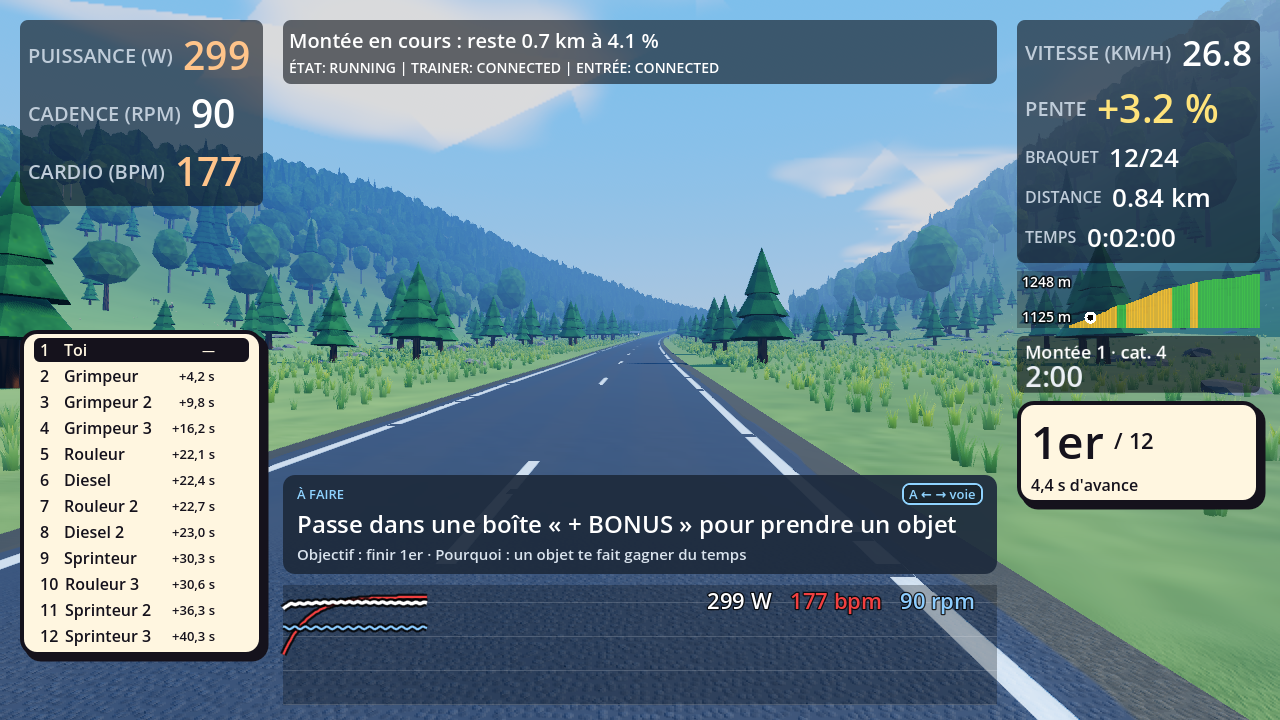 PUISSANCE (W) 299
CADENCE (RPM) 90
CARDIO (BPM) 177
Montée en cours : reste 0.7 km à 4.1 %
ÉTAT: RUNNING | TRAINER: CONNECTED | ENTRÉE: CONNECTED
VITESSE (KM/H) 26.8
PENTE +3.2 %
BRAQUET 12/24
DISTANCE 0.84 km
TEMPS 0:02:00
1248 m
1125 m
Montée 1 · cat. 4
2:00
1er / 12
4,4 s d'avance
1 Toi —
2 Grimpeur +4,2 s
3 Grimpeur 2 +9,8 s
4 Grimpeur 3 +16,2 s
5 Rouleur +22,1 s
6 Diesel +22,4 s
7 Rouleur 2 +22,7 s
8 Diesel 2 +23,0 s
9 Sprinteur +30,3 s
10 Rouleur 3 +30,6 s
11 Sprinteur 2 +36,3 s
12 Sprinteur 3 +40,3 s
À FAIRE
A ← → voie
Passe dans une boîte « + BONUS » pour prendre un objet
Objectif : finir 1er · Pourquoi : un objet te fait gagner du temps
299 W 177 bpm 90 rpm